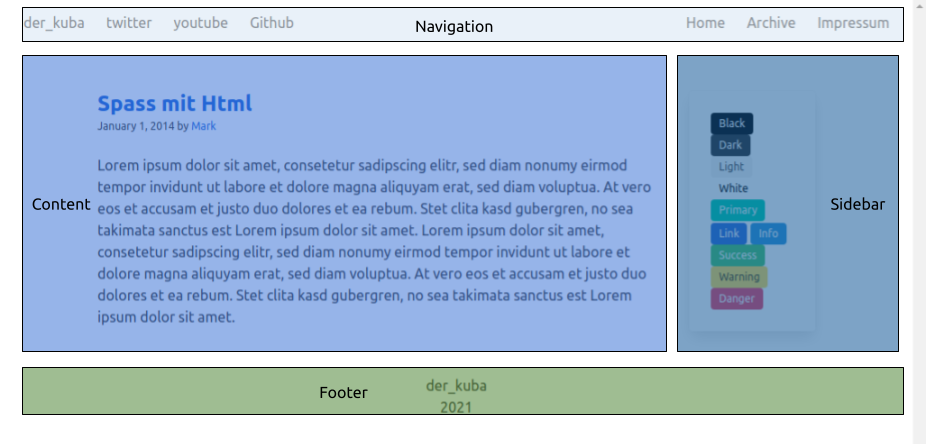 der_kuba twitter youtube Github Navigation Home Archive Impressum
Spass mit Html
January 1, 2014 by Mark
Lorem ipsum dolor sit amet, consetetur sadipscing elitr, sed diam nonumy eirmod
tempor invidunt ut labore et dolore magna aliquyam erat, sed diam voluptua. At vero
Content
eos et accusam et justo duo dolores et ea rebum. Stet clita kasd gubergren, no sea
takimata sanctus est Lorem ipsum dolor sit amet. Lorem ipsum dolor sit amet,
consetetur sadipscing elitr, sed diam nonumy eirmod tempor invidunt ut labore et
dolore magna aliquyam erat, sed diam voluptua. At vero eos et accusam et justo duo
dolores et ea rebum. Stet clita kasd gubergren, no sea takimata sanctus est Lorem
ipsum dolor sit amet.
Black
Dark
Light
White
Primary
Link Info
Success
Warning
Danger
Sidebar
Footer
der_kuba
2021